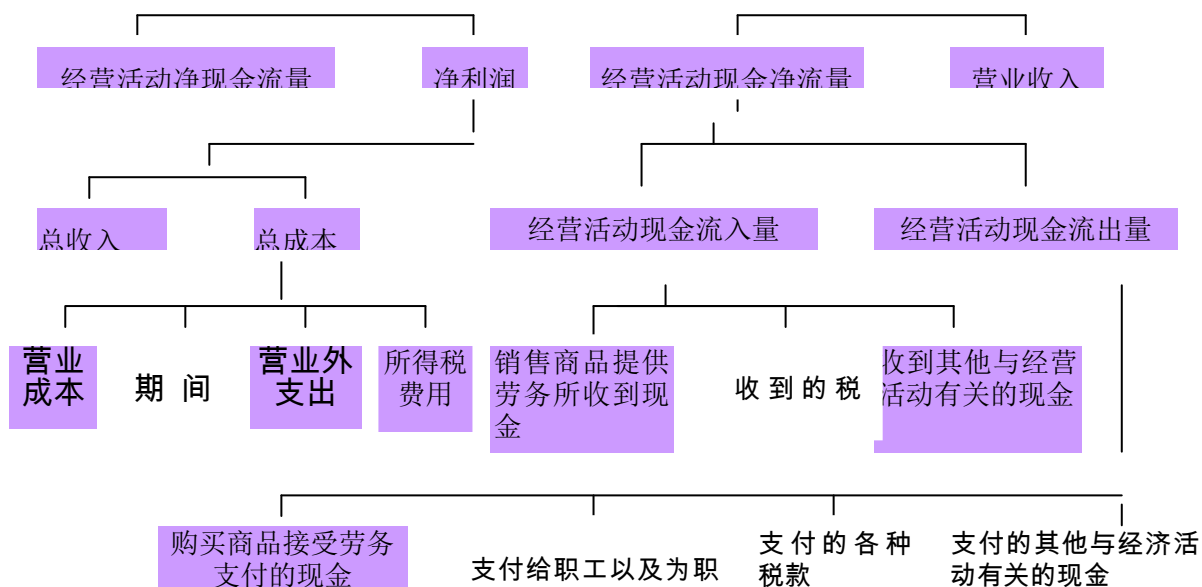 经营活动净现金流量
净利润
经营活动现金净流量
营业收入
总收入
总成本
经营活动现金流入量
经营活动现金流出量
营业
成本
期 间
营业外
支出
所得税
费用
销售商品提供
劳务所收到现
金
收到的税
收到其他与经营
活动有关的现金
购买商品接受劳务
支付的现金
支付给职工以及为职
支付的各种
税款
支付的其他与经济活
动有关的现金